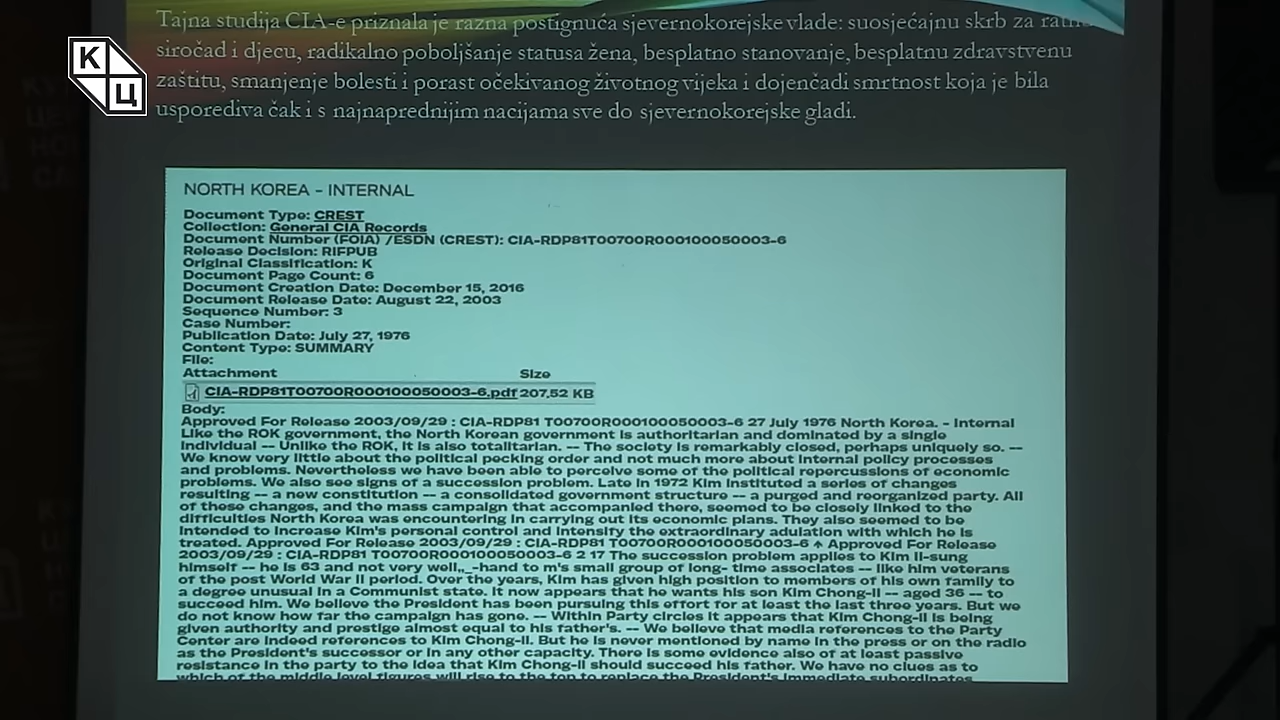 Tajna studija CIA-e priznala je razna postignuća sjevernokorejske vlade: suosjećajnu skrb za
siročad i djecu, radikalno poboljšanje statusa žena, besplatno stanovanje, besplatnu zdravstvenu
zaštitu, smanjenje bolesti i porast očekivanog životnog vijeka i dojenčadi smrtnost koja je bila
usporediva čak i s najnaprednijim nacijama sve do sjevernokorejske gladi.
К
Ц
NORTH KOREA - INTERNAL
Document Type: CREST
Collection: General CIA Records
Document Number (FOIA) /ESDN (CREST): CIA-RDP81T00700R000100050003-6
Release Decision: RIFPUB
Original Classification: K
Document Page Count: 6
Document Creation Date: December 15, 2016
Document Release Date: August 22, 2003
Sequence Number: 3
Case Number:
Publication Date: July 27, 1976
Content Type: SUMMARY
File:
Attachment Size
CIA-RDP81T00700R000100050003-6.pdf 207.52 KB
Body:
Approved For Release 2003/09/29 : CIA-RDP81 T00700R000100050003-6 27 July 1976 North Korea. - Internal
Like the ROK government, the North Korean government is authoritarian and dominated by a single
individual -- Unlike the ROK, it is also totalitarian. -- The society is remarkably closed, perhaps uniquely so. --
We know very little about the political pecking order and not much more about internal policy processes
and problems. Nevertheless we have been able to perceive some of the political repercussions of economic
problems. We also see signs of a succession problem. Late in 1972 Kim instituted a series of changes
resulting -- a new constitution -- a consolidated government structure -- a purged and reorganized party. All
of these changes, and the mass campaign that accompanied there, seemed to be closely linked to the
difficulties North Korea was encountering in carrying out its economic plans. They also seemed to be
intended to increase Kim's personal control and intensify the extraordinary adulation with which he is
treated. Approved For Release 2003/09/29 : CIA-RDP81 T00700R000100050003-6 ^ Approved For Release
2003/09/29 : CIA-RDP81 T00700R000100050003-6 2 17 The succession problem applies to Kim Il-sung
himself -- he is 63 and not very well,,_-hand to m's small group of long- time associates -- like him veterans
of the post World War II period. Over the years, Kim has given high position to members of his own family to
a degree unusual in a Communist state. It now appears that he wants his son Kim Chong-Il -- aged 36 -- to
succeed him. We believe the President has been pursuing this effort for at least the last three years. But we
do not know how far the campaign has gone. -- Within Party circles it appears that Kim Chong-Il is being
given authority and prestige almost equal to his father's. -- We believe that media references to the Party
Center are indeed references to Kim Chong-Il. But he is never mentioned by name in the press or on the radio
as the President's successor or in any other capacity. There is some evidence also of at least passive
resistance in the party to the idea that Kim Chong-Il should succeed his father. We have no clues as to
which of the middle level figures will rise to the top to replace the President's immediate subordinates